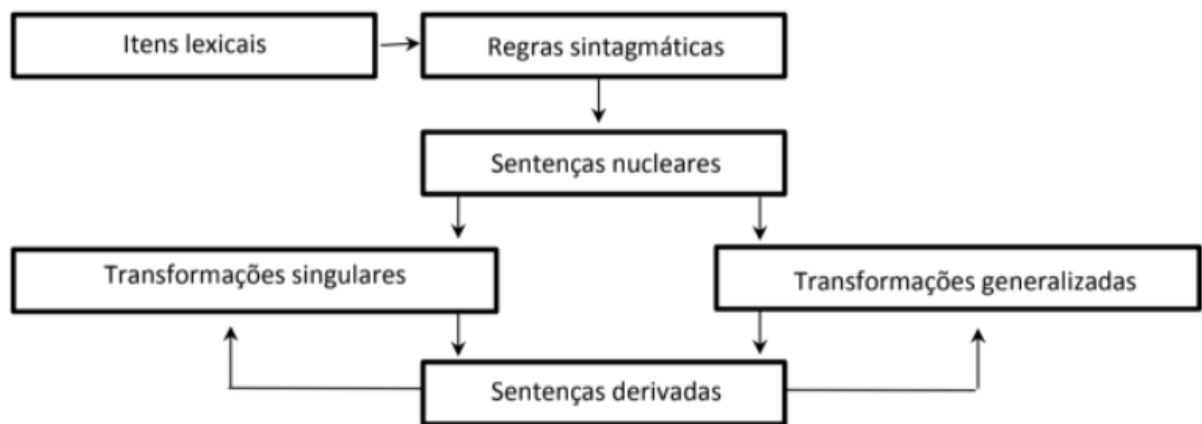 Itens lexicais
Regras sintagmáticas
Sentenças nucleares
Transformações singulares
Transformações generalizadas
Sentenças derivadas